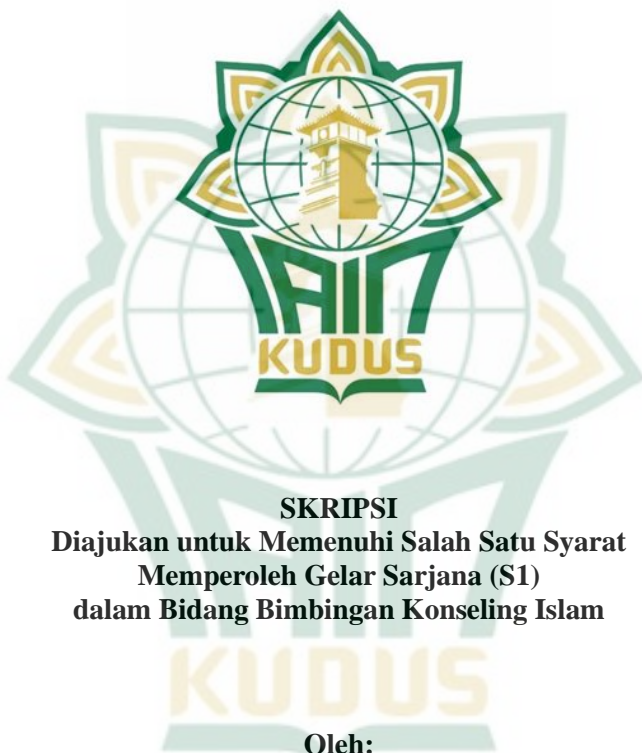 IAIN
KUDUS
SKRIPSI
Diajukan untuk Memenuhi Salah Satu Syarat
Memperoleh Gelar Sarjana (S1)
dalam Bidang Bimbingan Konseling Islam
KUDUS
Oleh: